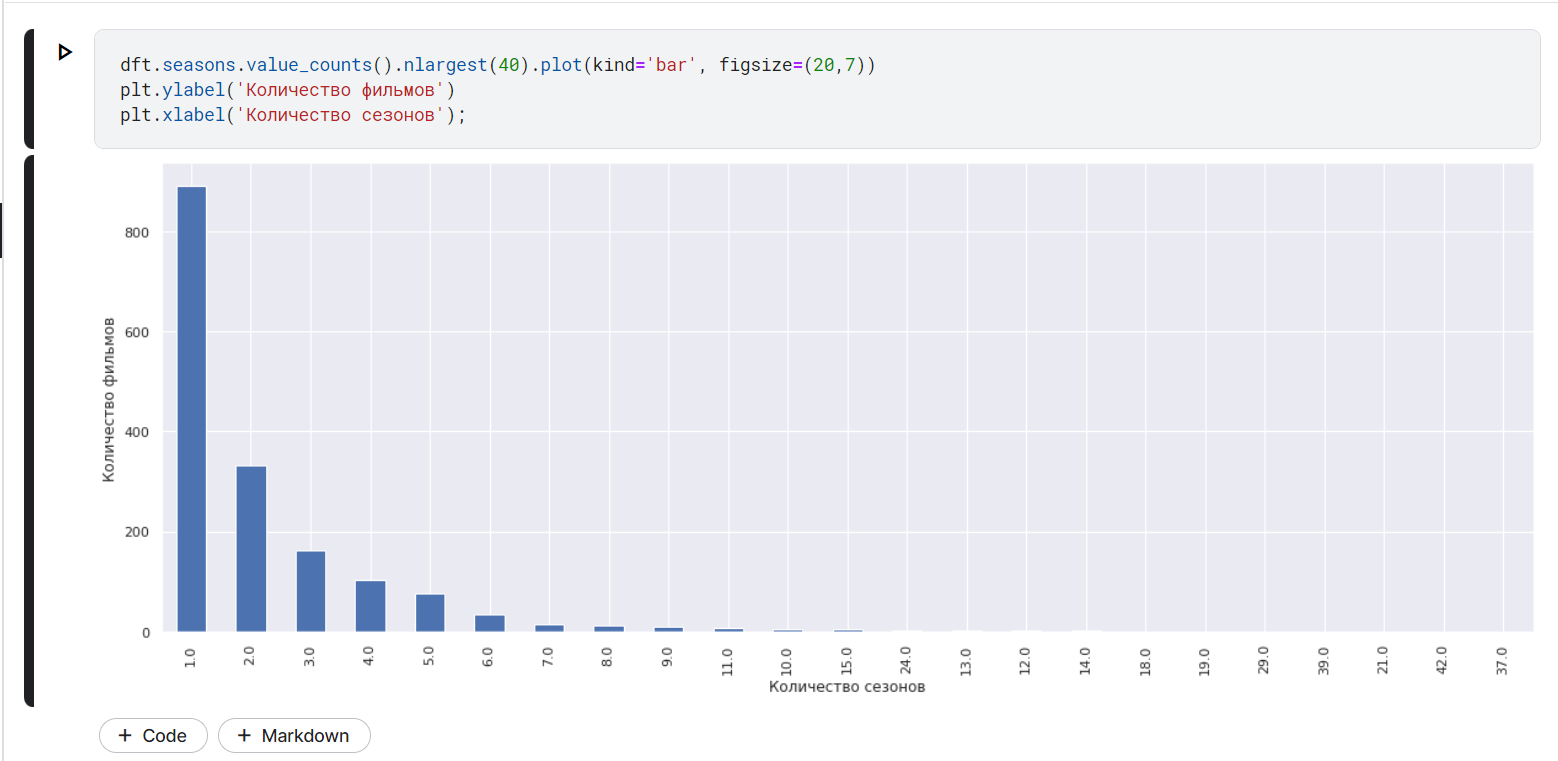 dft.seasons.value_counts().nlargest(40).plot(kind='bar', figsize=(20,7))
plt.ylabel('Количество фильмов')
plt.xlabel('Количество сезонов');
800
600
400
200
0
Количество фильмов
1.0 2.0 3.0 4.0 5.0 6.0 7.0 8.0 9.0 11.0 10.0 15.0 24.0 13.0 12.0 14.0 18.0 19.0 29.0 39.0 21.0 42.0 37.0
Количество сезонов
+ Code + Markdown